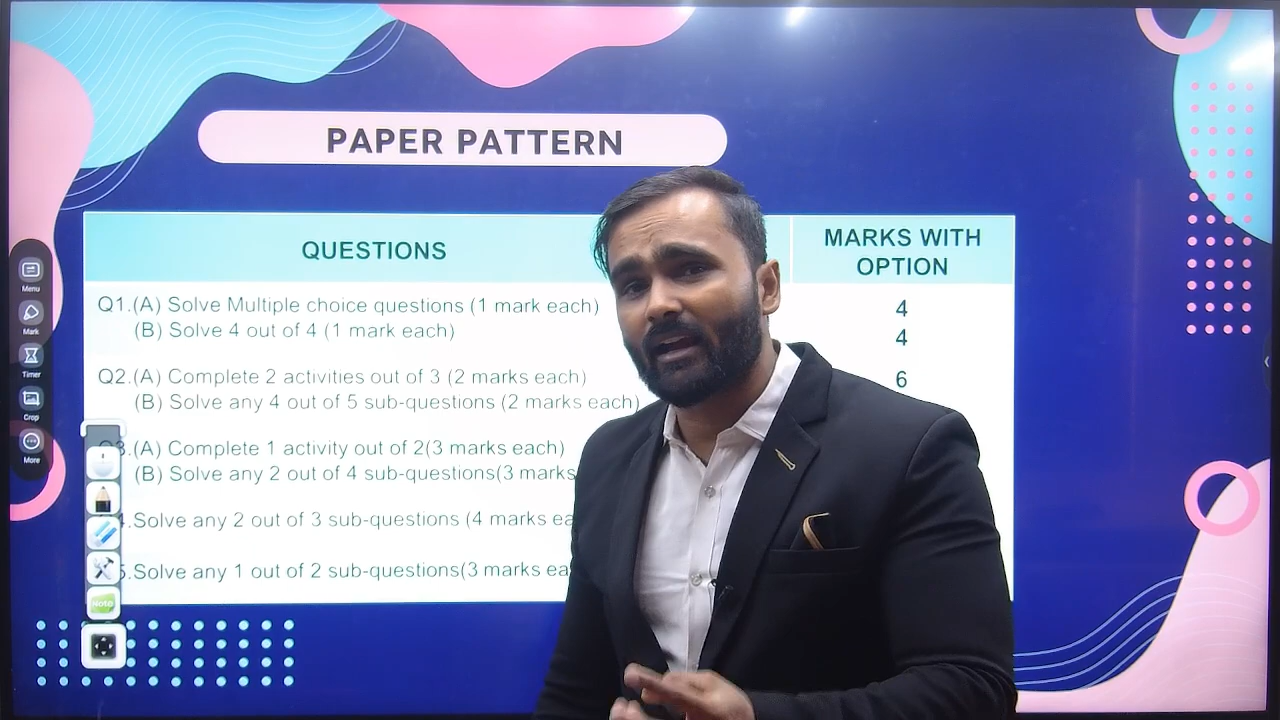 PAPER PATTERN
QUESTIONS
MARKS WITH
OPTION
Q1.(A) Solve Multiple choice questions (1 mark each)
4
(B) Solve 4 out of 4 (1 mark each)
4
Q2.(A) Complete 2 activities out of 3 (2 marks each)
6
(B) Solve any 4 out of 5 sub-questions (2 marks each)
3.(A) Complete 1 activity out of 2(3 marks each)
(B) Solve any 2 out of 4 sub-questions(3 marks
.Solve any 2 out of 3 sub-questions (4 marks ea
.Solve any 1 out of 2 sub-questions(3 marks ea
Menu
Mark
Timer
Crop
More
Note